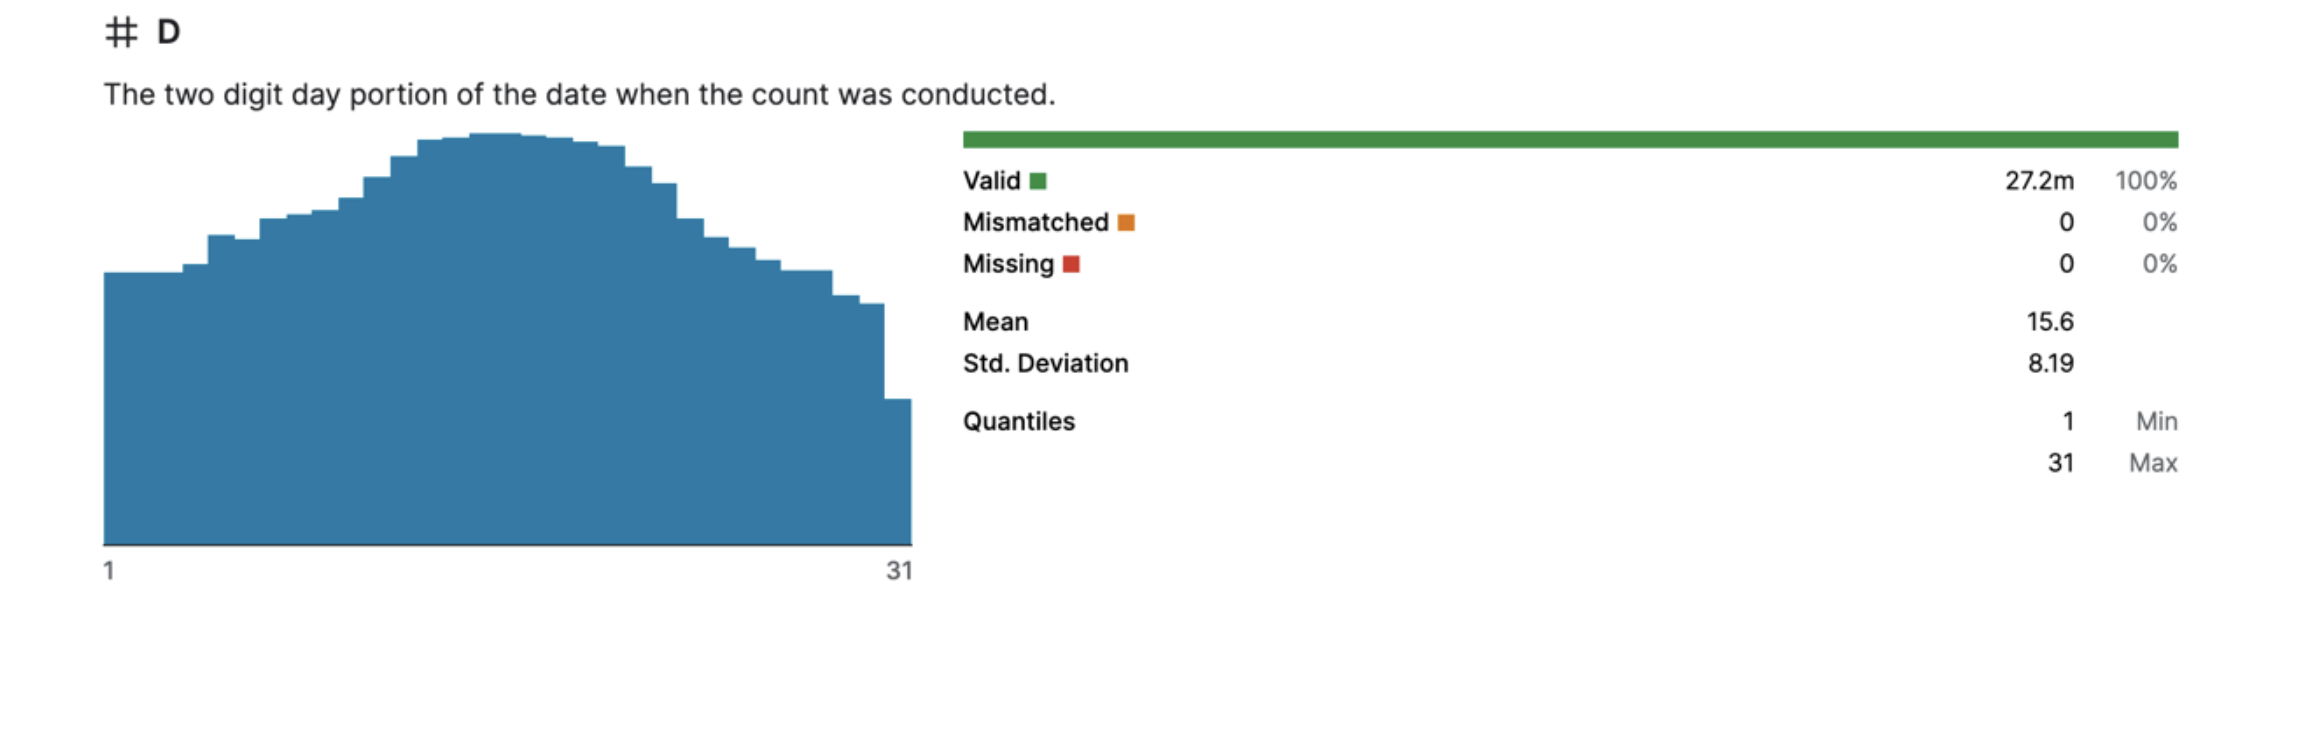 # D
The two digit day portion of the date when the count was conducted.
Valid 27.2m 100%
Mismatched 0 0%
Missing 0 0%
Mean 15.6
Std. Deviation 8.19
Quantiles 1 Min
31 Max
1 31